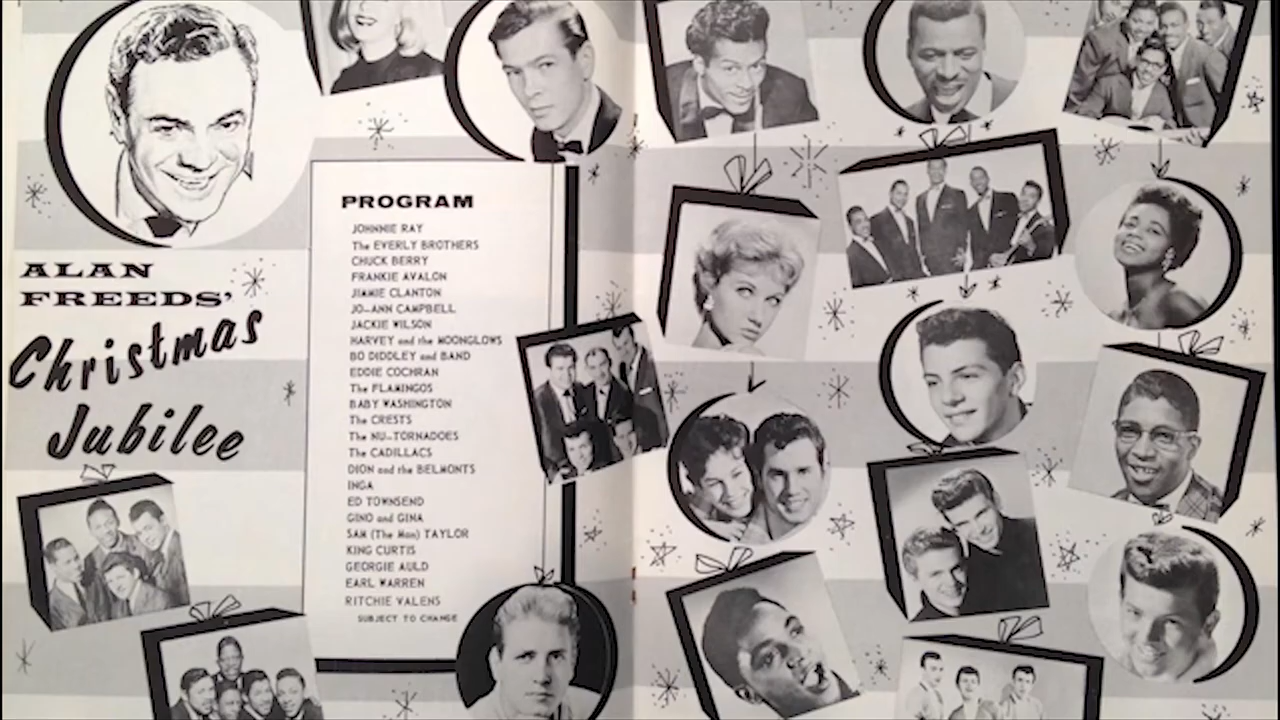 ALAN
FREEDS'
Christmas
Jubilee
PROGRAM
JOHNNIE RAY
The EVERLY BROTHERS
CHUCK BERRY
FRANKIE AVALON
JIMMIE CLANTON
JO-ANN CAMPBELL
JACKIE WILSON
HARVEY and the MOONGLOWS
BO DIDDLEY and BAND
EDDIE COCHRAN
The FLAMINGOS
BABY WASHINGTON
The CRESTS
The NU-TORNADOES
The CADILLACS
DION and the BELMONTS
INGA
ED TOWNSEND
GINO and GINA
SAM (The Man) TAYLOR
KING CURTIS
GEORGIE AULD
EARL WARREN
RITCHIE VALENS
SUBJECT TO CHANGE